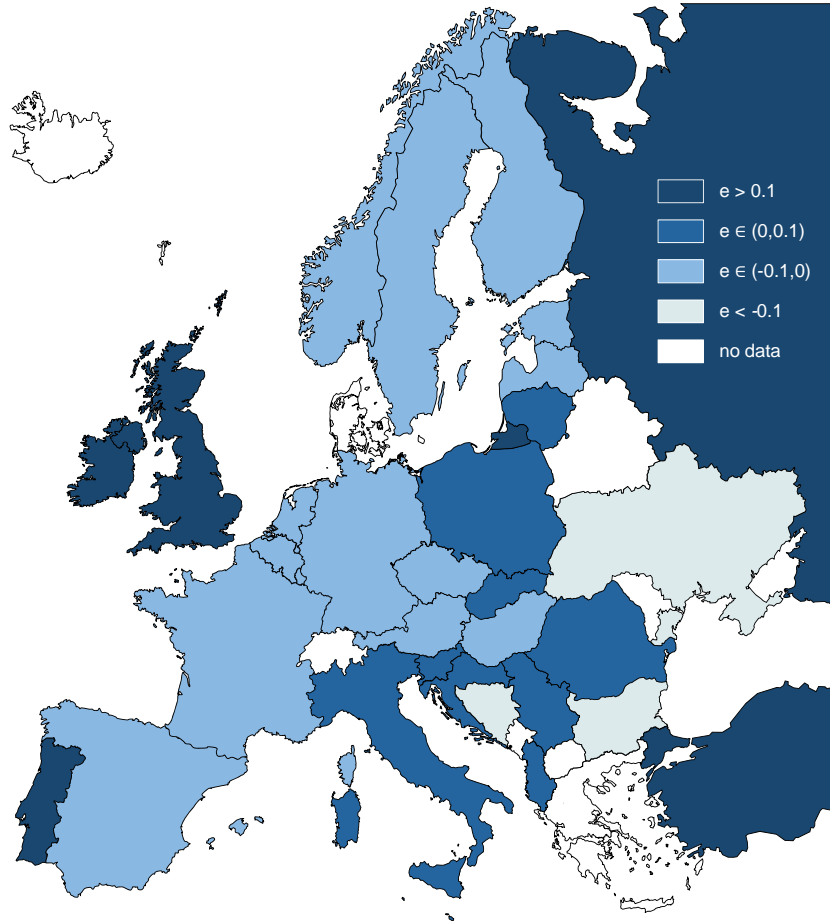 e > 0.1
e ∈ (0,0.1)
e ∈ (-0.1,0)
e < -0.1
no data